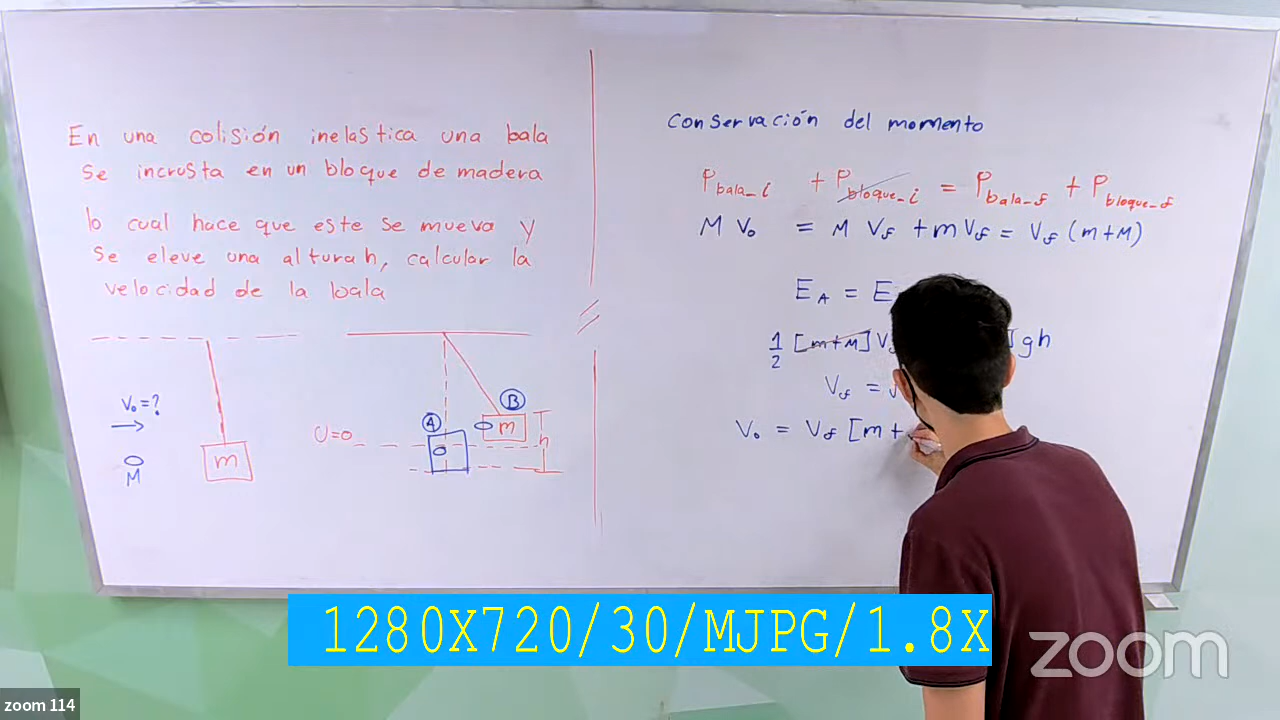 En una colisión inelastica una bala
se incrusta en un bloque de madera
lo cual hace que este se mueva y
se eleve una altura h, calcular la
velocidad de la bala
V₀=?
M
m
U=0
A
B
m
h
Conservación del momento
P bala_i + P bloque_i = P bala_f + P bloque_f
M V₀ = M Vf + m Vf = Vf (m+M)
E_A = E
1/2 [m+M] V gh
Vf =
V₀ = Vf [m +
1280X720/30/MJPG/1.8X
zoom
zoom 114